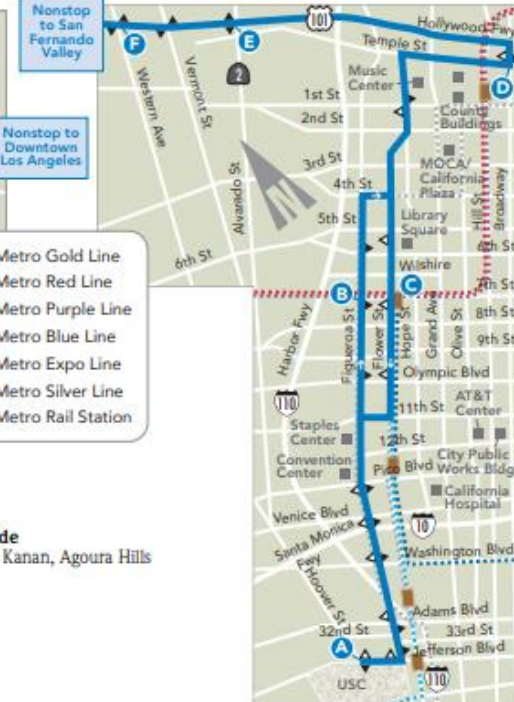 Nonstop
to San
Fernando
Valley
101
Hollywood Fwy
Temple St
F
E
D
2
Western Ave
Vermont St
Alvarado St
Music
Center
1st St
2nd St
County
Buildings
Nonstop to
Downtown
Los Angeles
N
3rd St
MOCA/
California
Plaza
4th St
Hill St
Broadway
5th St
Library
Square
6th St
6th St
Wilshire
Metro Gold Line
Metro Red Line
Metro Purple Line
Metro Blue Line
Metro Expo Line
Metro Silver Line
Metro Rail Station
B
C
7th St
8th St
9th St
Harbor Fwy
Figueroa St
Flower St
Hope St
Grand Ave
Olive St
Olympic Blvd
110
11th St
AT&T
Center
Staples
Center
12th St
Convention
Center
Pico Blvd
City Public
Works Bldg
California
Hospital
Venice Blvd
10
Santa Monica
Fwy
Washington Blvd
de
Kanan, Agoura Hills
Hoover St
Adams Blvd
32nd St
33rd St
A
Jefferson Blvd
USC
110